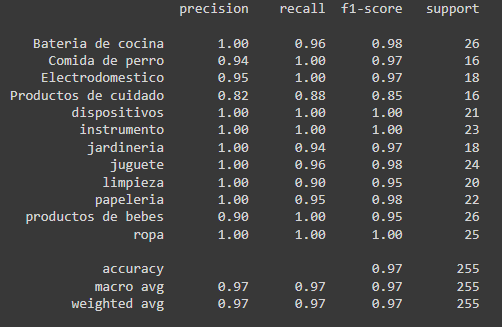 precision recall f1-score support
Bateria de cocina 1.00 0.96 0.98 26
Comida de perro 0.94 1.00 0.97 16
Electrodomestico 0.95 1.00 0.97 18
Productos de cuidado 0.82 0.88 0.85 16
dispositivos 1.00 1.00 1.00 21
instrumento 1.00 1.00 1.00 23
jardineria 1.00 0.94 0.97 18
juguete 1.00 0.96 0.98 24
limpieza 1.00 0.90 0.95 20
papeleria 1.00 0.95 0.98 22
productos de bebes 0.90 1.00 0.95 26
ropa 1.00 1.00 1.00 25
accuracy 0.97 255
macro avg 0.97 0.97 0.97 255
weighted avg 0.97 0.97 0.97 255